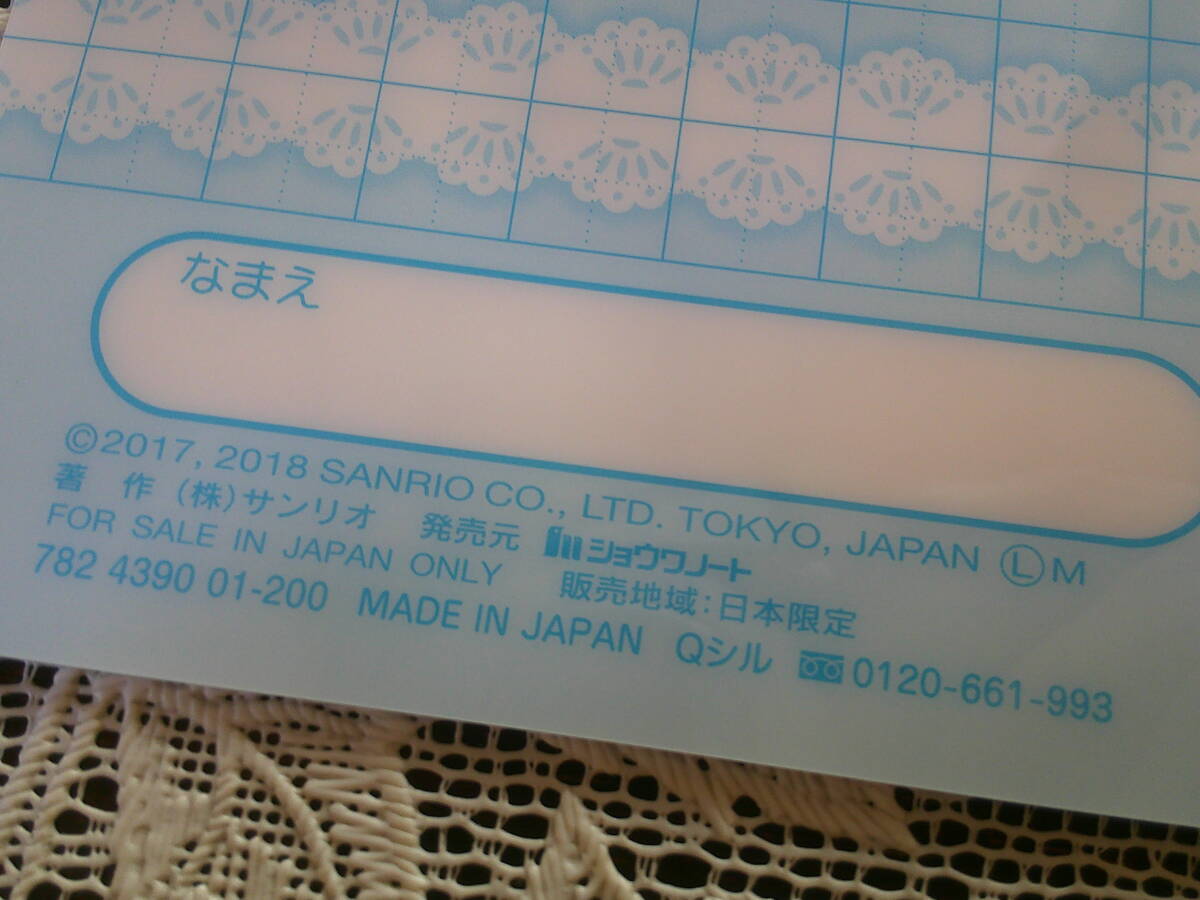 なまえ
©2017, 2018 SANRIO CO., LTD. TOKYO, JAPAN Ⓛ M
著 作 (株)サンリオ 発売元 ショウワノート
FOR SALE IN JAPAN ONLY 販売地域:日本限定
782 4390 01-200 MADE IN JAPAN Qシル 0120-661-993